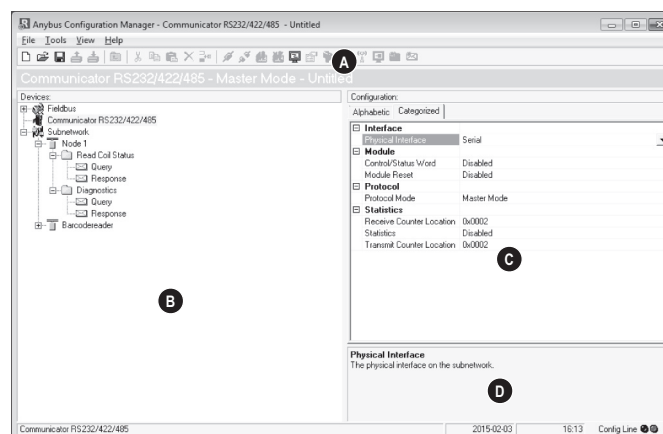 Anybus Configuration Manager - Communicator RS232/422/485 - Untitled
File Tools View Help
A
Communicator RS232/422/485 - Master Mode - Untitled
Devices:
Fieldbus
Communicator RS232/422/485
Subnetwork
Node 1
Read Coil Status
Query
Response
Diagnostics
Query
Response
Barcodereader
B
Configuration:
Alphabetic Categorized
Interface
Physical Interface Serial
Module
Control/Status Word Disabled
Module Reset Disabled
Protocol
Protocol Mode Master Mode
Statistics
Receive Counter Location 0x0002
Statistics Disabled
Transmit Counter Location 0x0002
C
Physical Interface
The physical interface on the subnetwork.
D
Communicator RS232/422/485 2015-02-03 16:13 Config Line